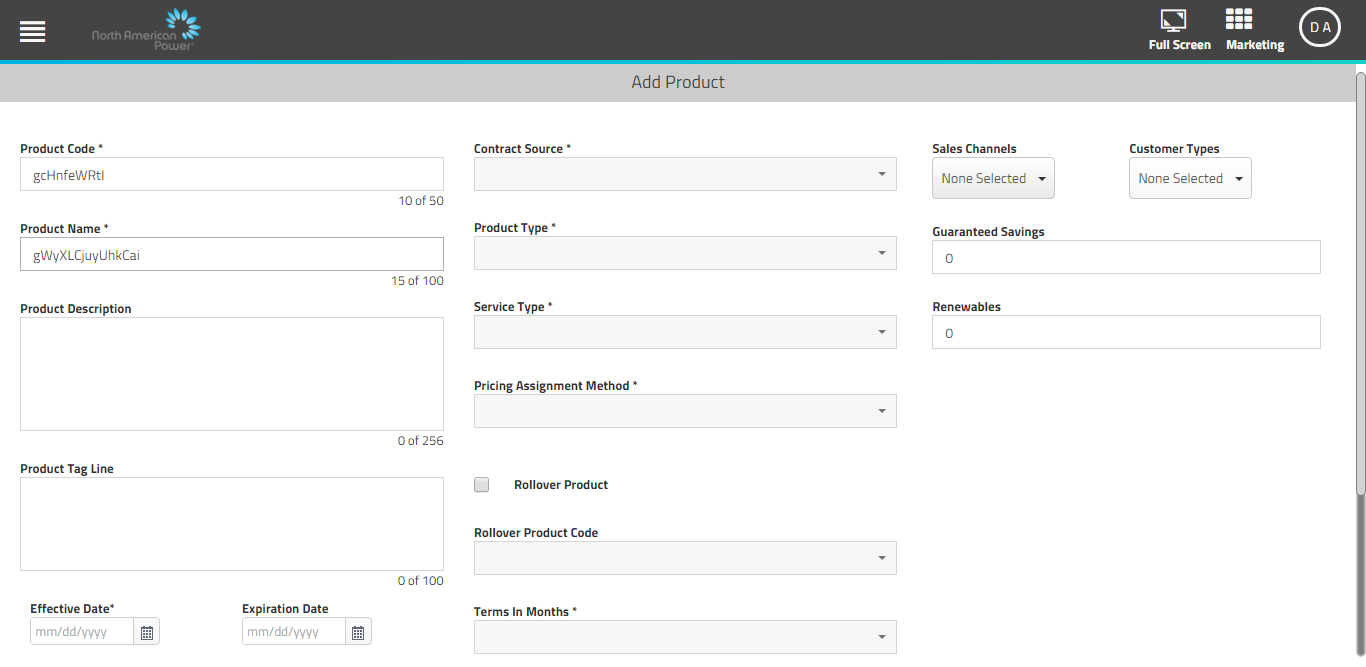 North American
Power
Full Screen
Marketing
D A
Add Product
Product Code *
gcHnfeWRtI
10 of 50
Product Name *
gWyXLCjuyUhkCai
15 of 100
Product Description
0 of 256
Product Tag Line
0 of 100
Effective Date*
mm/dd/yyyy
Expiration Date
mm/dd/yyyy
Contract Source *
Product Type *
Service Type *
Pricing Assignment Method *
Rollover Product
Rollover Product Code
Terms In Months *
Sales Channels
None Selected
Customer Types
None Selected
Guaranteed Savings
0
Renewables
0